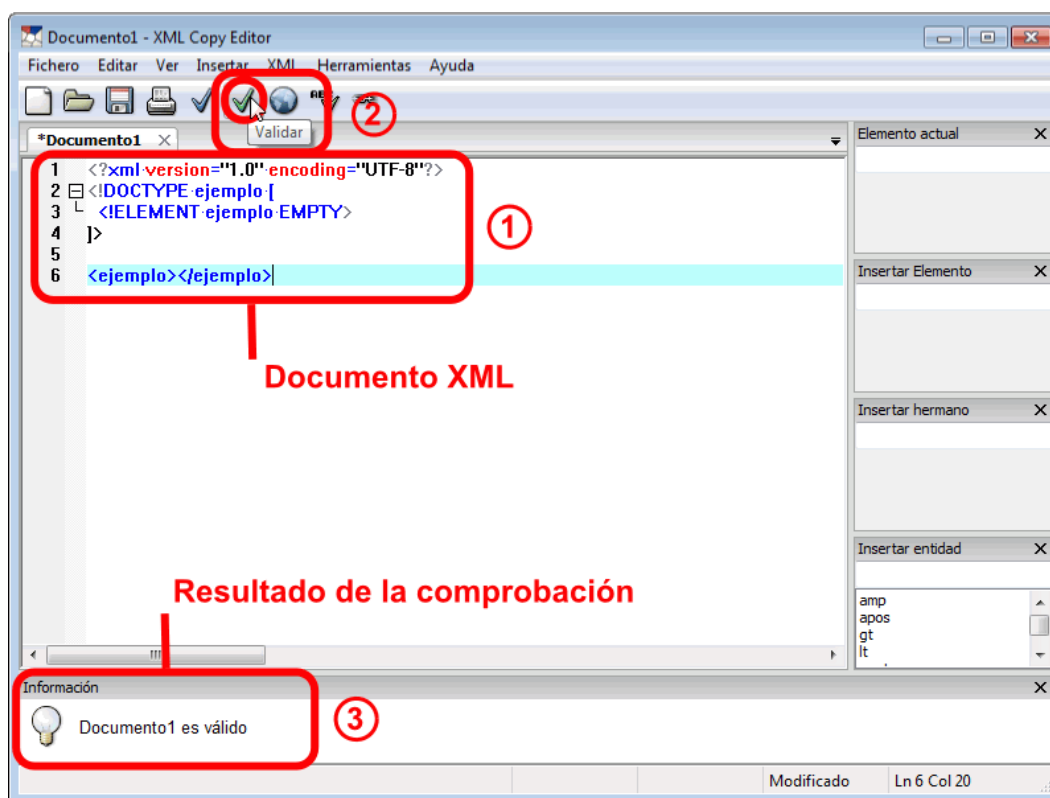 Documento1 - XML Copy Editor
Fichero Editar Ver Insertar XML Herramientas Ayuda
2
Validar
*Documento1
1 <?xml version="1.0" encoding="UTF-8"?>
2 <!DOCTYPE ejemplo [
3 <!ELEMENT ejemplo EMPTY>
4 ]>
5
6 <ejemplo></ejemplo>
1
Documento XML
Elemento actual
Insertar Elemento
Insertar hermano
Insertar entidad
amp
apos
gt
lt
Resultado de la comprobación
Información
Documento1 es válido
3
Modificado Ln 6 Col 20